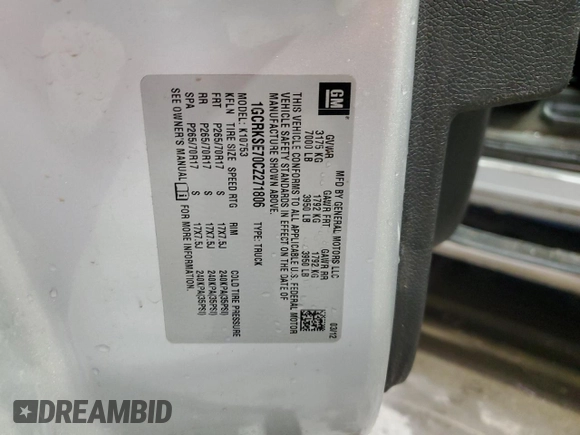 GM
MFD BY GENERAL MOTORS LLC
03/12
GVWR GAWR FRT GAWR RR
3175 KG 1792 KG 1792 KG
7000 LB 3950 LB 3950 LB
THIS VEHICLE CONFORMS TO ALL APPLICABLE U.S. FEDERAL MOTOR
VEHICLE SAFETY STANDARDS IN EFFECT ON THE DATE OF
MANUFACTURE SHOWN ABOVE.
1GCRKSE70CZ271806 TYPE: TRUCK
MODEL: K10753
KFLN TIRE SIZE SPEED RTG RIM COLD TIRE PRESSURE
FRT P265/70R17 S 17X7.5J 240KPA(35PSI)
RR P265/70R17 S 17X7.5J 240KPA(35PSI)
SPA P265/70R17 S 17X7.5J 240KPA(35PSI)
SEE OWNER'S MANUAL FOR MORE INFORMATION.
DREAMBID